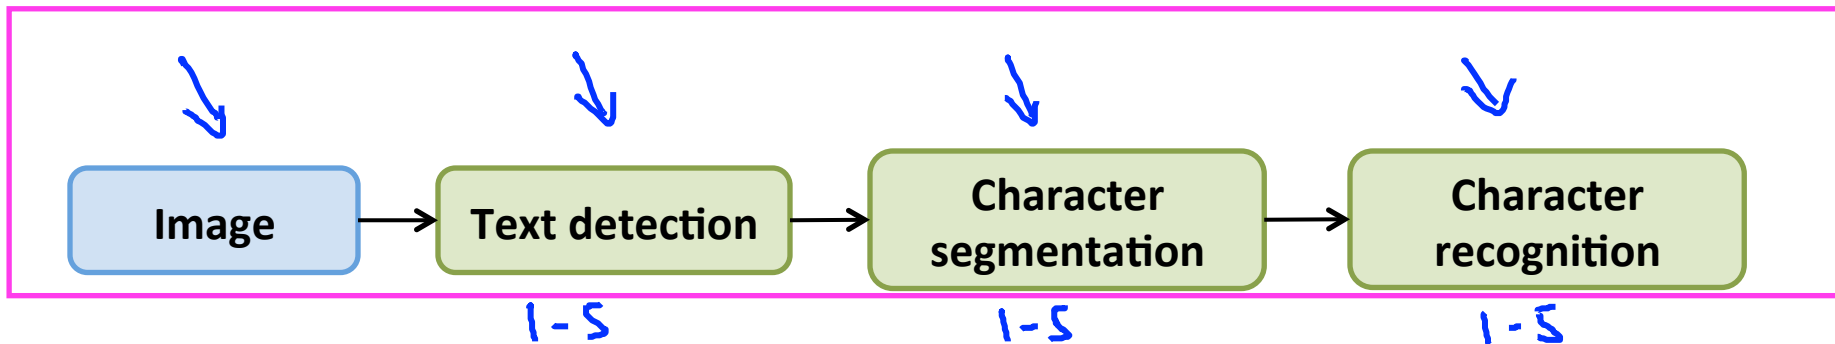 Image
Text detection
Character
segmentation
Character
recognition
1-5
1-5
1-5